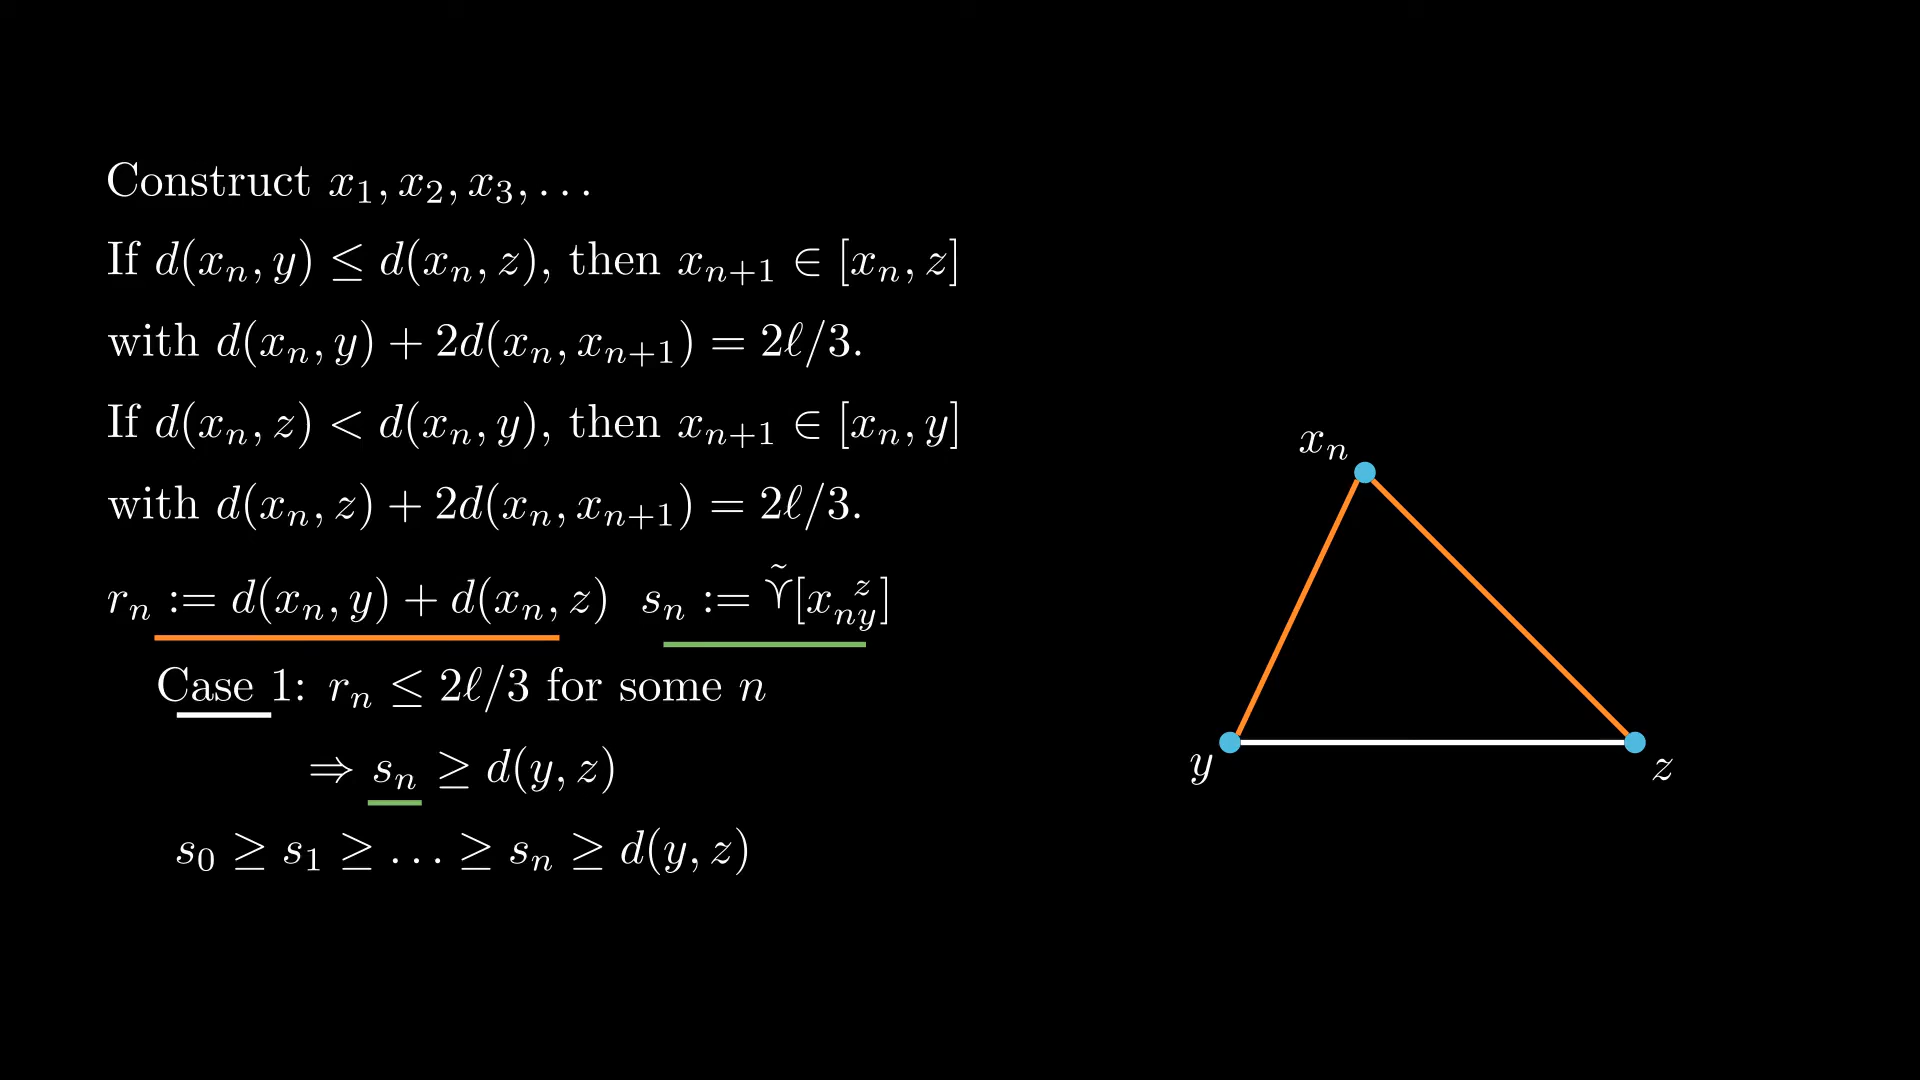 Construct x₁, x₂, x₃, …
If d(xₙ, y) ≤ d(xₙ, z), then xₙ₊₁ ∈ [xₙ, z]
with d(xₙ, y) + 2d(xₙ, xₙ₊₁) = 2ℓ/3.
If d(xₙ, z) < d(xₙ, y), then xₙ₊₁ ∈ [xₙ, y]
with d(xₙ, z) + 2d(xₙ, xₙ₊₁) = 2ℓ/3.
rₙ := d(xₙ, y) + d(xₙ, z) sₙ := \tilde{Υ}[xₙ^z_y]
Case 1: rₙ ≤ 2ℓ/3 for some n
⇒ sₙ ≥ d(y, z)
s₀ ≥ s₁ ≥ … ≥ sₙ ≥ d(y, z)
xₙ
y
z